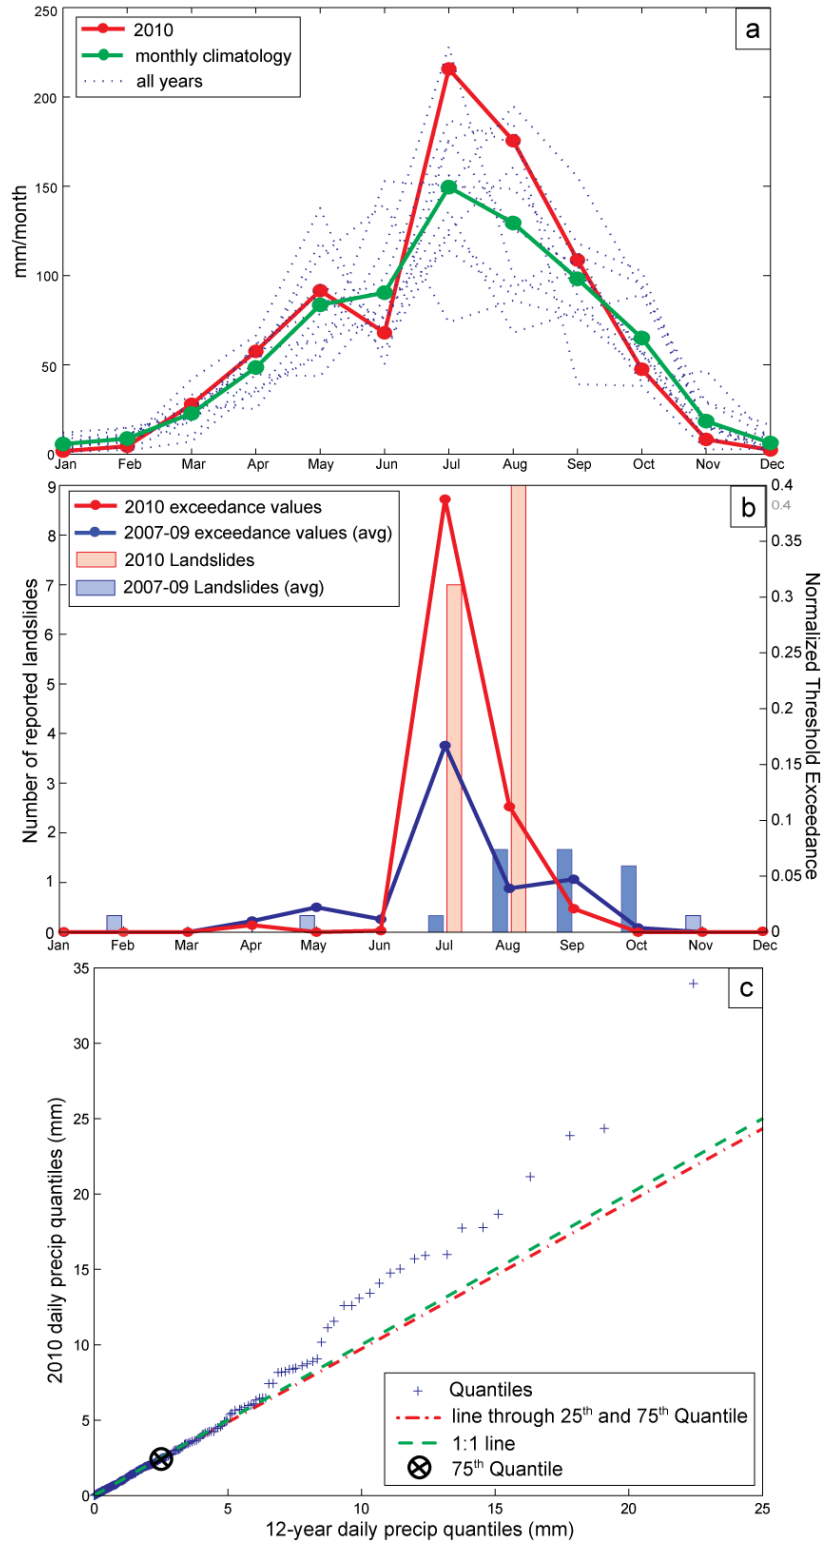 250
200
150
100
50
0
mm/month
2010
monthly climatology
all years
a
Jan Feb Mar Apr May Jun Jul Aug Sep Oct Nov Dec
9
8
7
6
5
4
3
2
1
0
Number of reported landslides
2010 exceedance values
2007-09 exceedance values (avg)
2010 Landslides
2007-09 Landslides (avg)
b
0.4
0.4
0.35
0.3
0.25
0.2
0.15
0.1
0.05
0
Normalized Threshold Exceedance
Jan Feb Mar Apr May Jun Jul Aug Sep Oct Nov Dec
35
30
25
20
15
10
5
0
2010 daily precip quantiles (mm)
c
Quantiles
line through 25th and 75th Quantile
1:1 line
75th Quantile
0 5 10 15 20 25
12-year daily precip quantiles (mm)